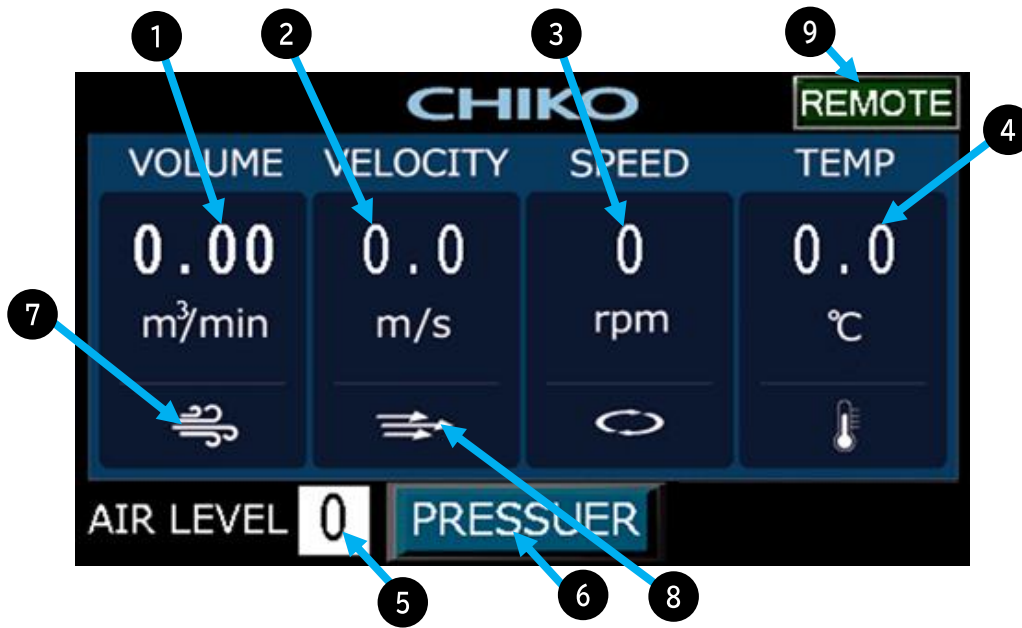 1 2 3 9
CHIKO REMOTE
4
VOLUME VELOCITY SPEED TEMP
0.00 0.0 0 0.0
7
m³/min m/s rpm ℃
AIR LEVEL 0 PRESSUER
5 6 8